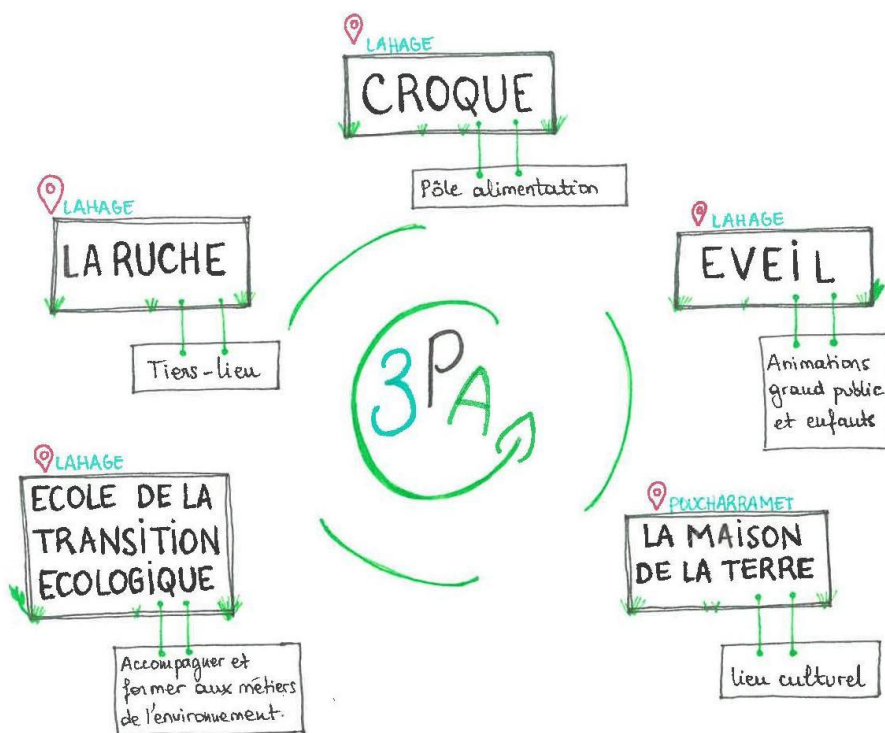 LAHAGE
CROQUE
Pôle alimentation
LAHAGE
LA RUCHE
Tiers-lieu
LAHAGE
EVEiL
Animations
grand public
et enfants
3PA
LAHAGE
ECOLE DE LA
TRANSiTiON
ECOLOGiQUE
Accompagner et
former aux métiers
de l'environnement.
POUCHARRAMET
LA MAiSON
DE LA TERRE
lieu culturel